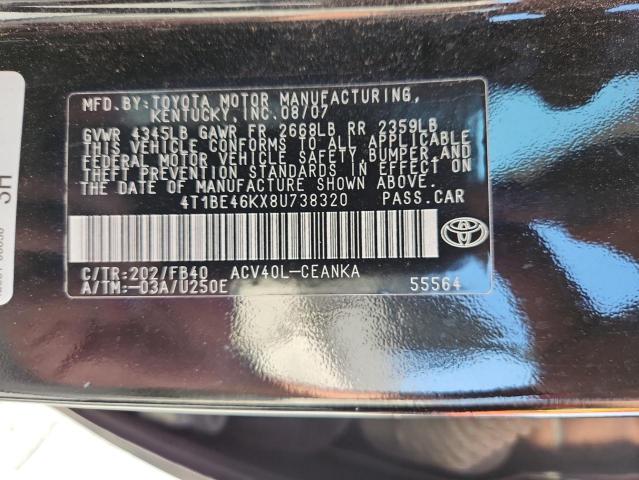 MFD.BY:TOYOTA MOTOR MANUFACTURING,
KENTUCKY, INC. 08/07
GVWR 4345LB GAWR FR 2668LB RR 2359LB
THIS VEHICLE CONFORMS TO ALL APPLICABLE
FEDERAL MOTOR VEHICLE SAFETY,BUMPER,AND
THEFT PREVENTION STANDARDS IN EFFECT ON
THE DATE OF MANUFACTURE SHOWN ABOVE.
4T1BE46KX8U738320 PASS.CAR
C/TR:202/FB40 ACV40L-CEANKA
A/TM:-03A/U250E 55564